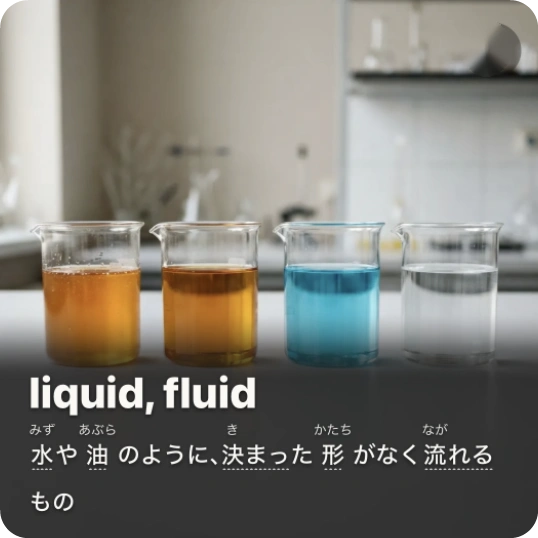 liquid, fluid
みず あぶら き かたち なが
水や油のように、決まった形がなく流れる
もの